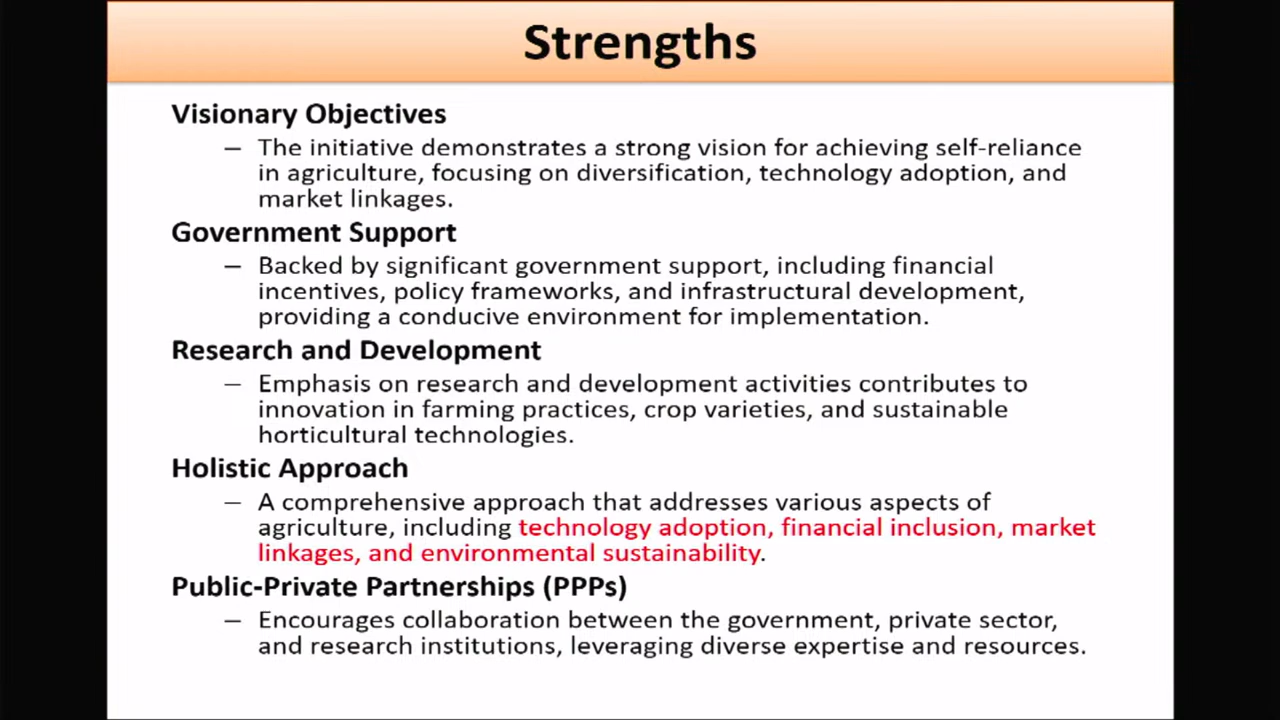 Strengths
Visionary Objectives
– The initiative demonstrates a strong vision for achieving self-reliance
in agriculture, focusing on diversification, technology adoption, and
market linkages.
Government Support
– Backed by significant government support, including financial
incentives, policy frameworks, and infrastructural development,
providing a conducive environment for implementation.
Research and Development
– Emphasis on research and development activities contributes to
innovation in farming practices, crop varieties, and sustainable
horticultural technologies.
Holistic Approach
– A comprehensive approach that addresses various aspects of
agriculture, including technology adoption, financial inclusion, market
linkages, and environmental sustainability.
Public-Private Partnerships (PPPs)
– Encourages collaboration between the government, private sector,
and research institutions, leveraging diverse expertise and resources.